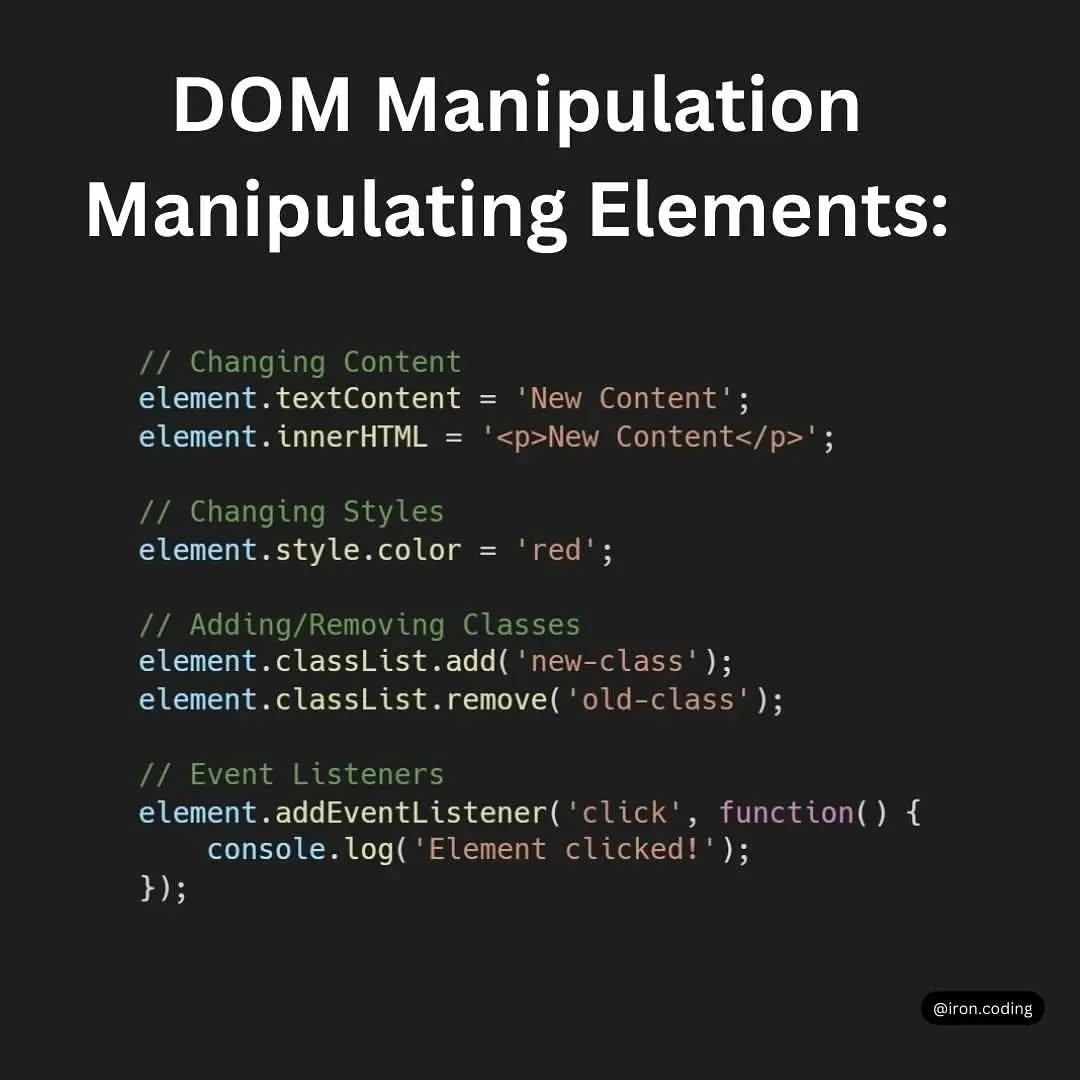 DOM Manipulation
Manipulating Elements:
// Changing Content
element.textContent = 'New Content';
element.innerHTML = '<p>New Content</p>';
// Changing Styles
element.style.color = 'red';
// Adding/Removing Classes
element.classList.add('new-class');
element.classList.remove('old-class');
// Event Listeners
element.addEventListener('click', function() {
    console.log('Element clicked!');
});
@iron.coding